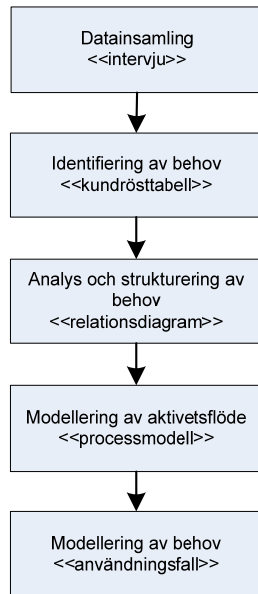 Datainsamling
<<intervju>>
Identifiering av behov
<<kundrösttabell>>
Analys och strukturering av
behov
<<relationsdiagram>>
Modellering av aktivetsflöde
<<processmodell>>
Modellering av behov
<<användningsfall>>